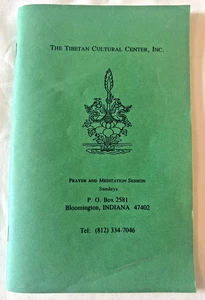 THE TIBETAN CULTURAL CENTER, INC.
PRAYER AND MEDITATION SESSION
Sundays
P. O. Box 2581
Bloomington, INDIANA 47402
Tel: (812) 334-7046